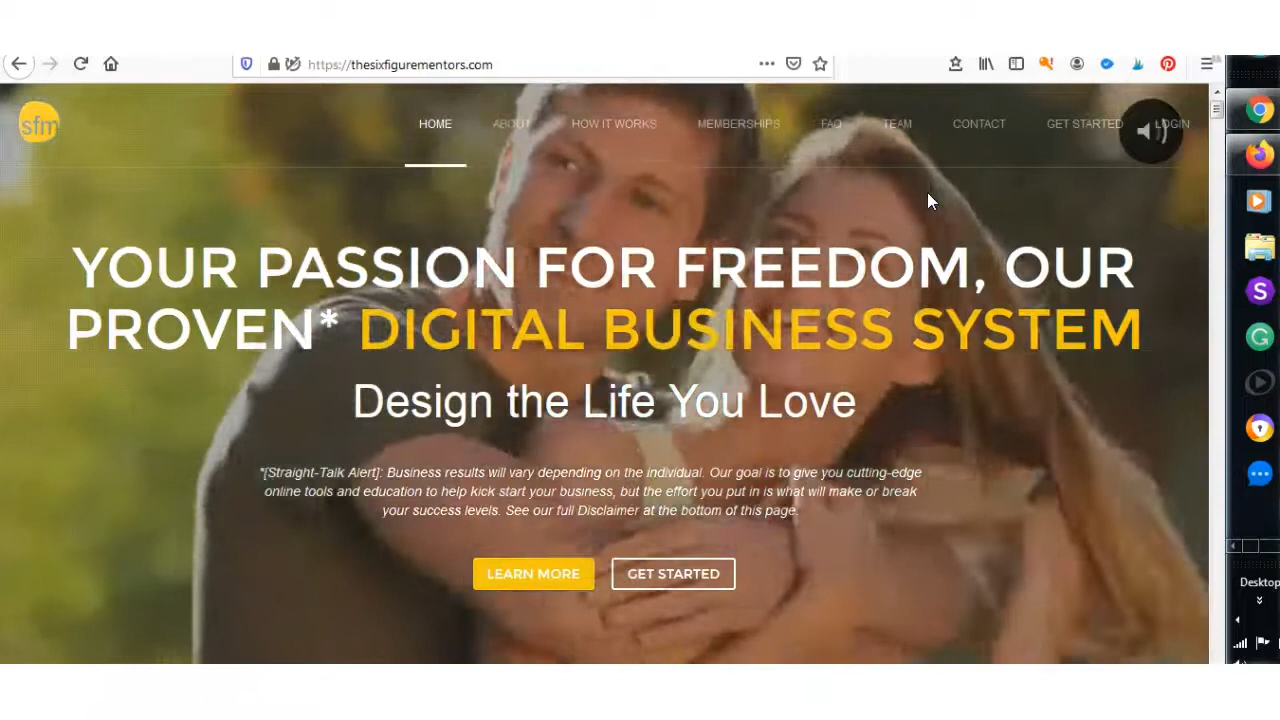 https://thesixfigurementors.com
sfm
HOME ABOUT HOW IT WORKS MEMBERSHIPS FAQ TEAM CONTACT GET STARTED LOGIN
YOUR PASSION FOR FREEDOM, OUR
PROVEN* DIGITAL BUSINESS SYSTEM
Design the Life You Love
*[Straight-Talk Alert]: Business results will vary depending on the individual. Our goal is to give you cutting-edge
online tools and education to help kick start your business, but the effort you put in is what will make or break
your success levels. See our full Disclaimer at the bottom of this page.
LEARN MORE GET STARTED
S
G
Desktop